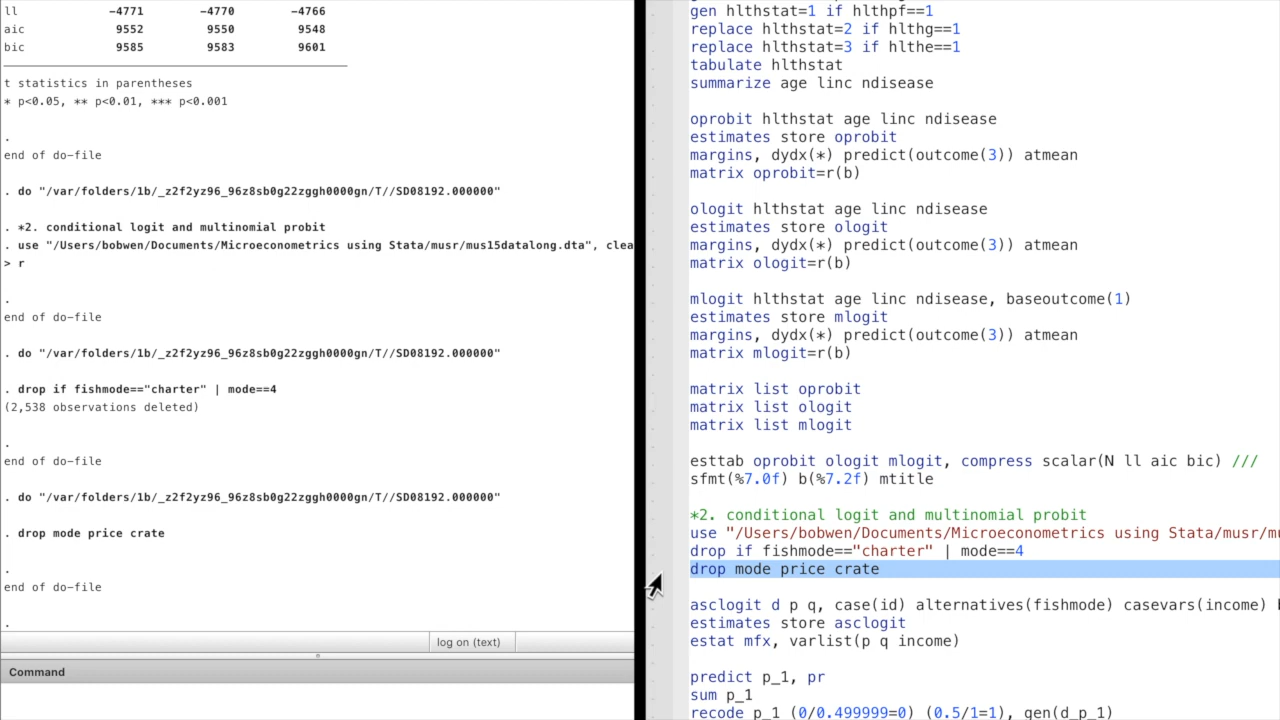 ll -4771 -4770 -4766
aic 9552 9550 9548
bic 9585 9583 9601
t statistics in parentheses
* p<0.05, ** p<0.01, *** p<0.001
.
end of do-file
. do "/var/folders/1b/_z2f2yz96_96z8sb0g22zggh0000gn/T//SD08192.000000"
. *2. conditional logit and multinomial probit
. use "/Users/bobwen/Documents/Microeconometrics using Stata/musr/mus15datalong.dta", clea
> r
.
end of do-file
. do "/var/folders/1b/_z2f2yz96_96z8sb0g22zggh0000gn/T//SD08192.000000"
. drop if fishmode=="charter" | mode==4
(2,538 observations deleted)
.
end of do-file
. do "/var/folders/1b/_z2f2yz96_96z8sb0g22zggh0000gn/T//SD08192.000000"
. drop mode price crate
.
end of do-file
.
log on (text)
Command
gen hlthstat=1 if hlthpf==1
replace hlthstat=2 if hlthg==1
replace hlthstat=3 if hlthe==1
tabulate hlthstat
summarize age linc ndisease
oprobit hlthstat age linc ndisease
estimates store oprobit
margins, dydx(*) predict(outcome(3)) atmean
matrix oprobit=r(b)
ologit hlthstat age linc ndisease
estimates store ologit
margins, dydx(*) predict(outcome(3)) atmean
matrix ologit=r(b)
mlogit hlthstat age linc ndisease, baseoutcome(1)
estimates store mlogit
margins, dydx(*) predict(outcome(3)) atmean
matrix mlogit=r(b)
matrix list oprobit
matrix list ologit
matrix list mlogit
esttab oprobit ologit mlogit, compress scalar(N ll aic bic) ///
sfmt(%7.0f) b(%7.2f) mtitle
*2. conditional logit and multinomial probit
use "/Users/bobwen/Documents/Microeconometrics using Stata/musr/m
drop if fishmode=="charter" | mode==4
drop mode price crate
asclogit d p q, case(id) alternatives(fishmode) casevars(income)
estimates store asclogit
estat mfx, varlist(p q income)
predict p_1, pr
sum p_1
recode p_1 (0/0.499999=0) (0.5/1=1), gen(d_p_1)